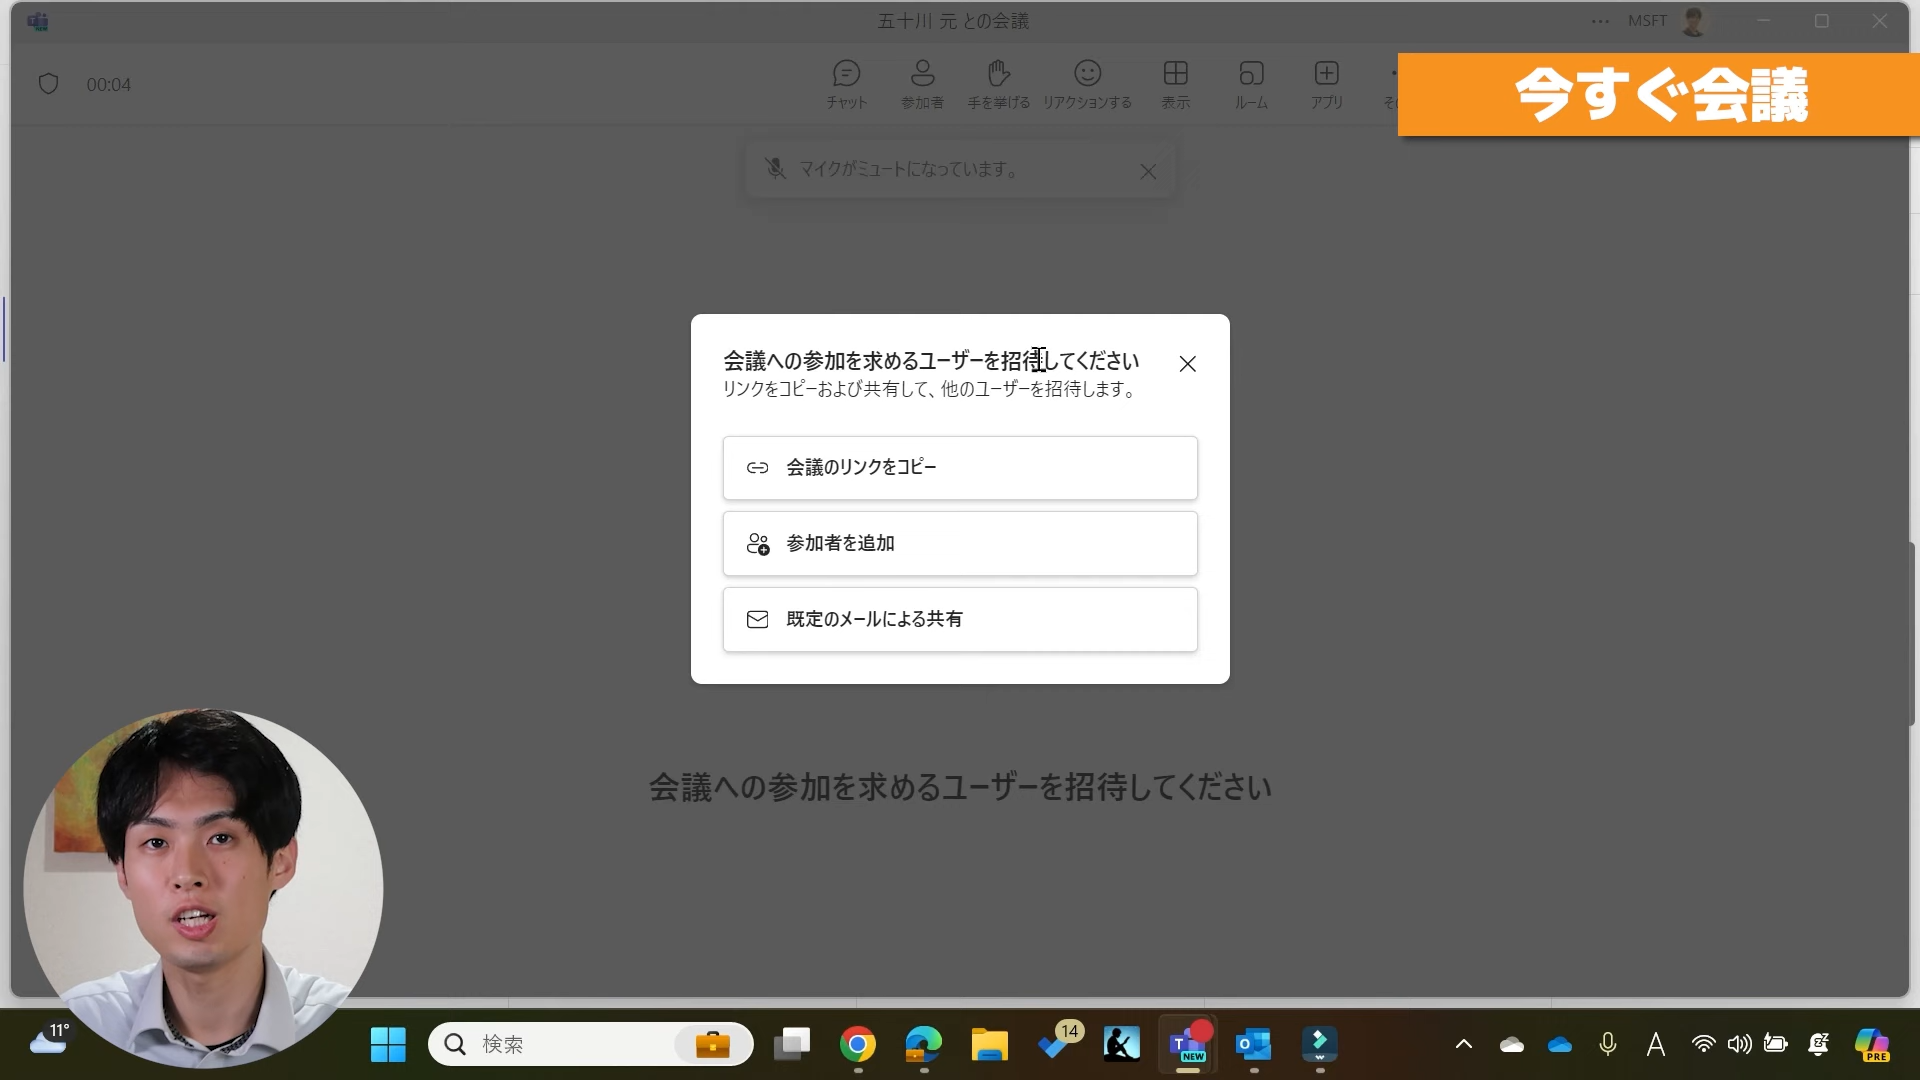 五十川 元 との会議
MSFT
00:04
チャット
参加者
手を挙げる
リアクションする
表示
ルーム
アプリ
今すぐ会議
マイクがミュートになっています。
会議への参加を求めるユーザーを招待してください
リンクをコピーおよび共有して、他のユーザーを招待します。
会議のリンクをコピー
参加者を追加
既定のメールによる共有
会議への参加を求めるユーザーを招待してください
11°
検索
14
NEW
A
PRE